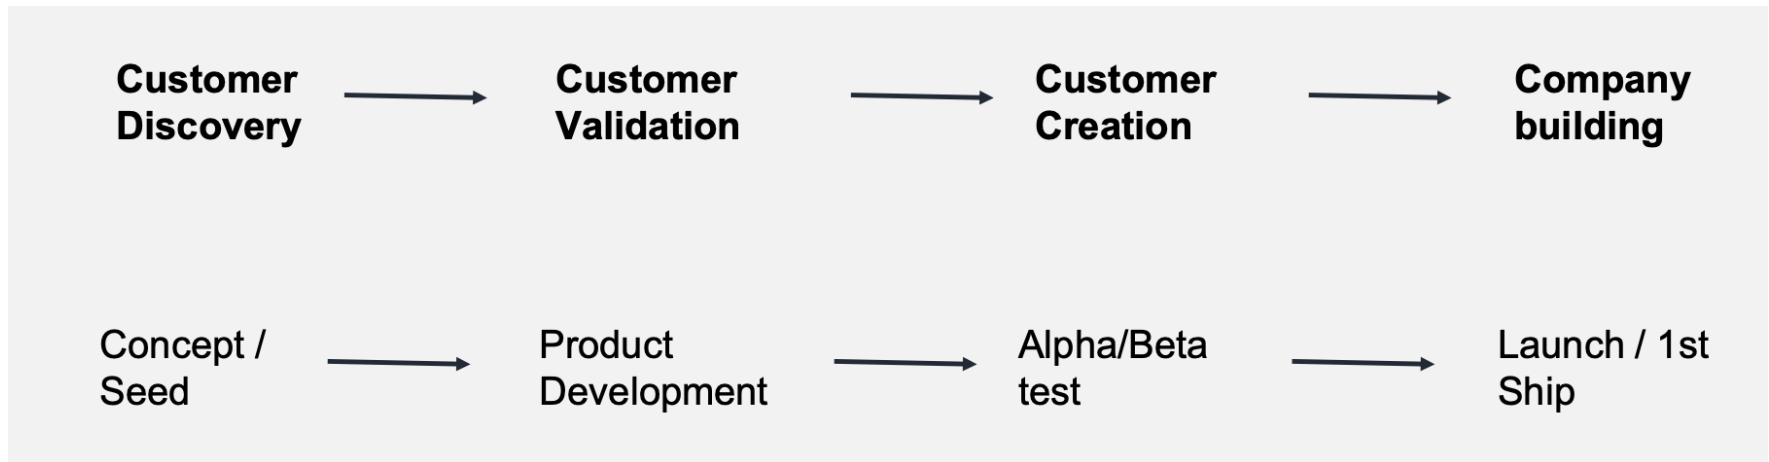 Customer
Discovery
Customer
Validation
Customer
Creation
Company
building
Concept /
Seed
Product
Development
Alpha/Beta
test
Launch / 1st
Ship